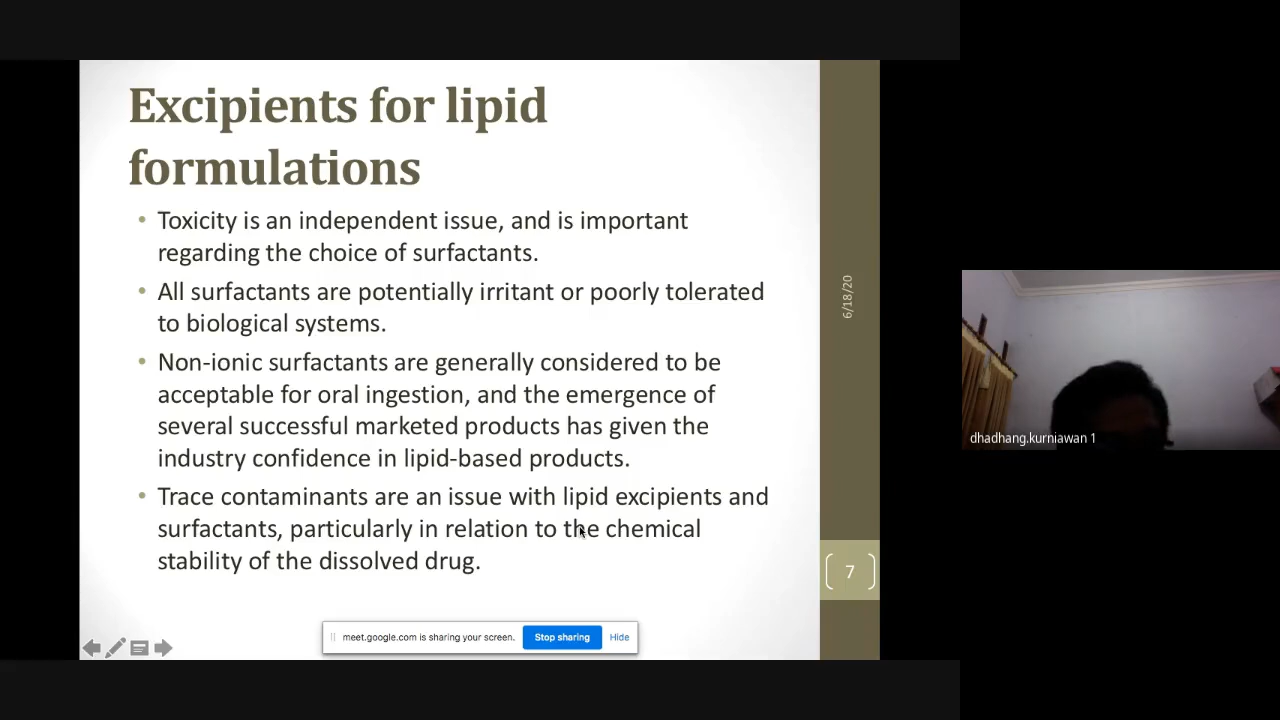 Excipients for lipid
formulations
• Toxicity is an independent issue, and is important
regarding the choice of surfactants.
• All surfactants are potentially irritant or poorly tolerated
to biological systems.
• Non-ionic surfactants are generally considered to be
acceptable for oral ingestion, and the emergence of
several successful marketed products has given the
industry confidence in lipid-based products.
• Trace contaminants are an issue with lipid excipients and
surfactants, particularly in relation to the chemical
stability of the dissolved drug.
6/18/20
7
meet.google.com is sharing your screen. Stop sharing Hide
dhadhang.kurniawan 1